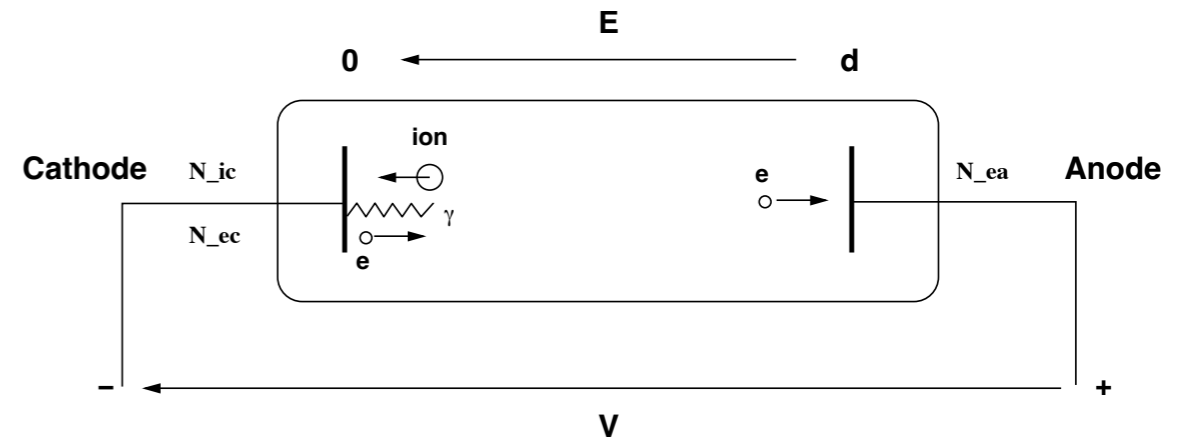 E
0 d
ion
Cathode N_ic e N_ea Anode
γ
N_ec
e
− +
V